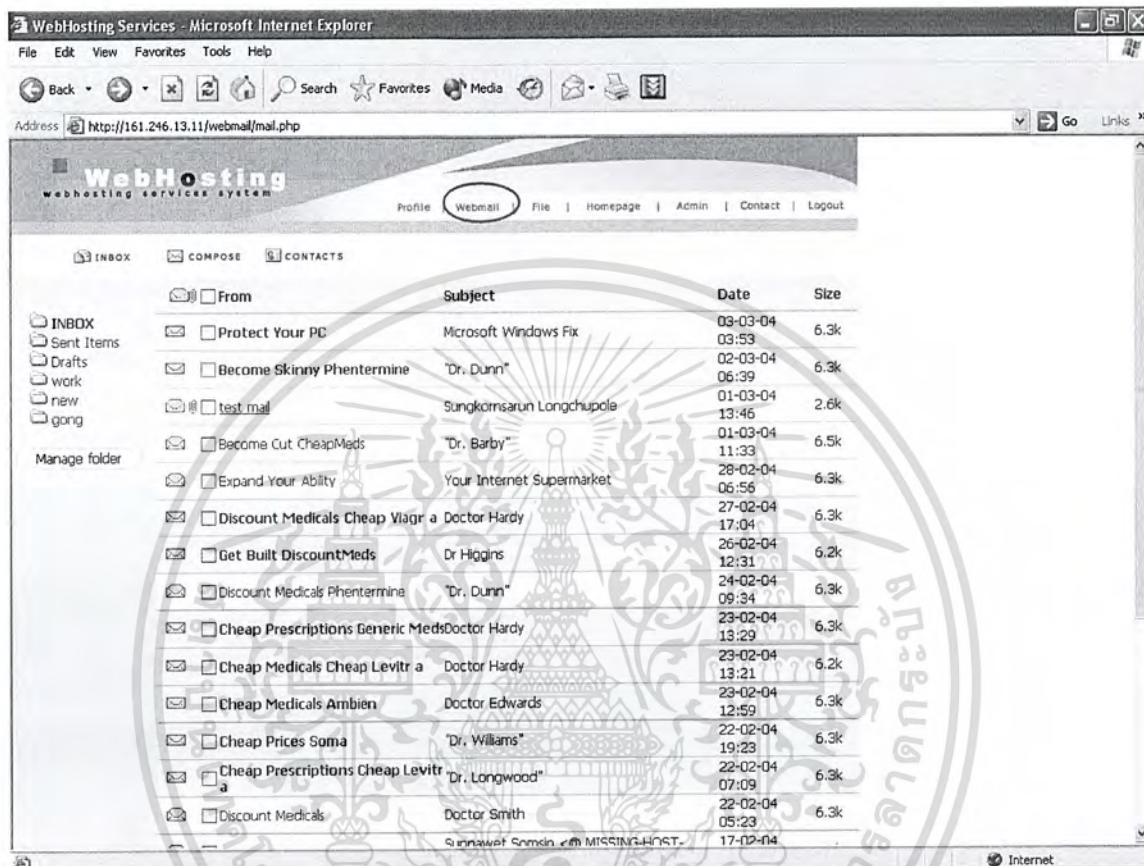 WebHosting Services - Microsoft Internet Explorer
File Edit View Favorites Tools Help
Back Search Favorites Media
Address http://161.246.13.11/webmail/mail.php Go Links »
WebHosting
webhosting services system
Profile | Webmail | File | Homepage | Admin | Contact | Logout
INBOX COMPOSE CONTACTS
From Subject Date Size
INBOX
Sent Items
Drafts
work
new
gong
Manage folder
Protect Your PC Microsoft Windows Fix 03-03-04 03:53 6.3k
Become Skinny Phentermine "Dr. Dunn" 02-03-04 06:39 6.3k
test mail Sungkornsarun Longchupole 01-03-04 13:46 2.6k
Become Cut CheapMeds "Dr. Barby" 01-03-04 11:33 6.5k
Expand Your Ability Your Internet Supermarket 28-02-04 06:56 6.3k
Discount Medicals Cheap Viagr a Doctor Hardy 27-02-04 17:04 6.3k
Get Built DiscountMeds Dr Higgins 26-02-04 12:31 6.2k
Discount Medicals Phentermine "Dr. Dunn" 24-02-04 09:34 6.3k
Cheap Prescriptions Generic Meds Doctor Hardy 23-02-04 13:29 6.3k
Cheap Medicals Cheap Levitr a Doctor Hardy 23-02-04 13:21 6.2k
Cheap Medicals Ambien Doctor Edwards 23-02-04 12:59 6.3k
Cheap Prices Soma "Dr. Williams" 22-02-04 19:23 6.3k
Cheap Prescriptions Cheap Levitr a "Dr. Longwood" 22-02-04 07:09 6.3k
Discount Medicals Doctor Smith 22-02-04 05:23 6.3k
Sunnawet Somsin <@ MISSING-HOST- 17-02-04
Internet